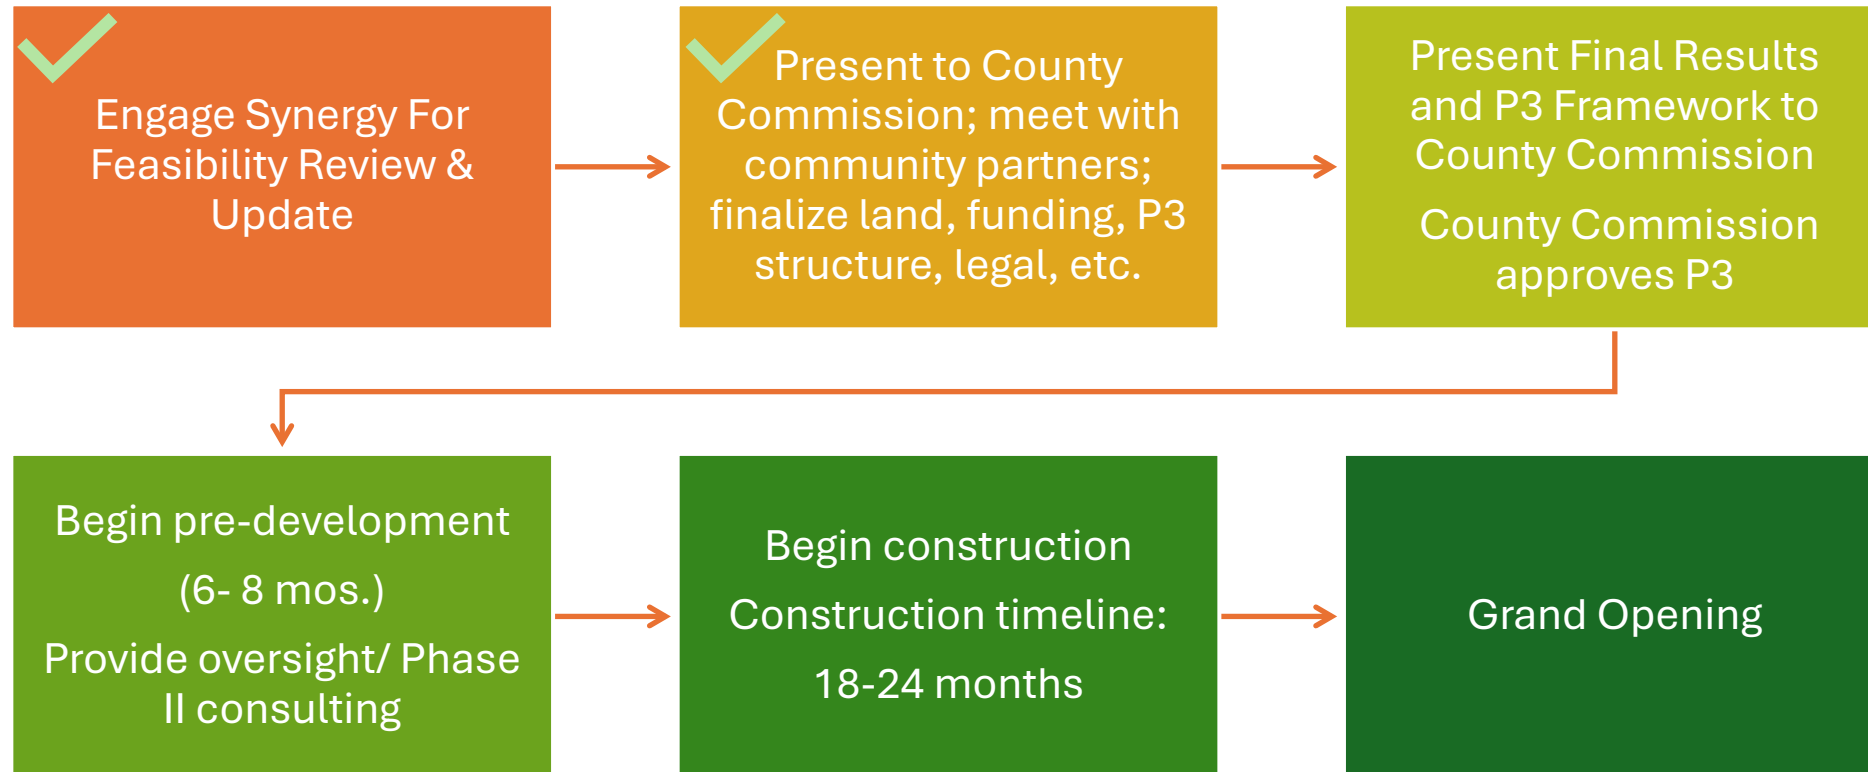 Engage Synergy For
Feasibility Review &
Update
Present to County
Commission; meet with
community partners;
finalize land, funding, P3
structure, legal, etc.
Present Final Results
and P3 Framework to
County Commission
County Commission
approves P3
Begin pre-development
(6- 8 mos.)
Provide oversight/ Phase
II consulting
Begin construction
Construction timeline:
18-24 months
Grand Opening